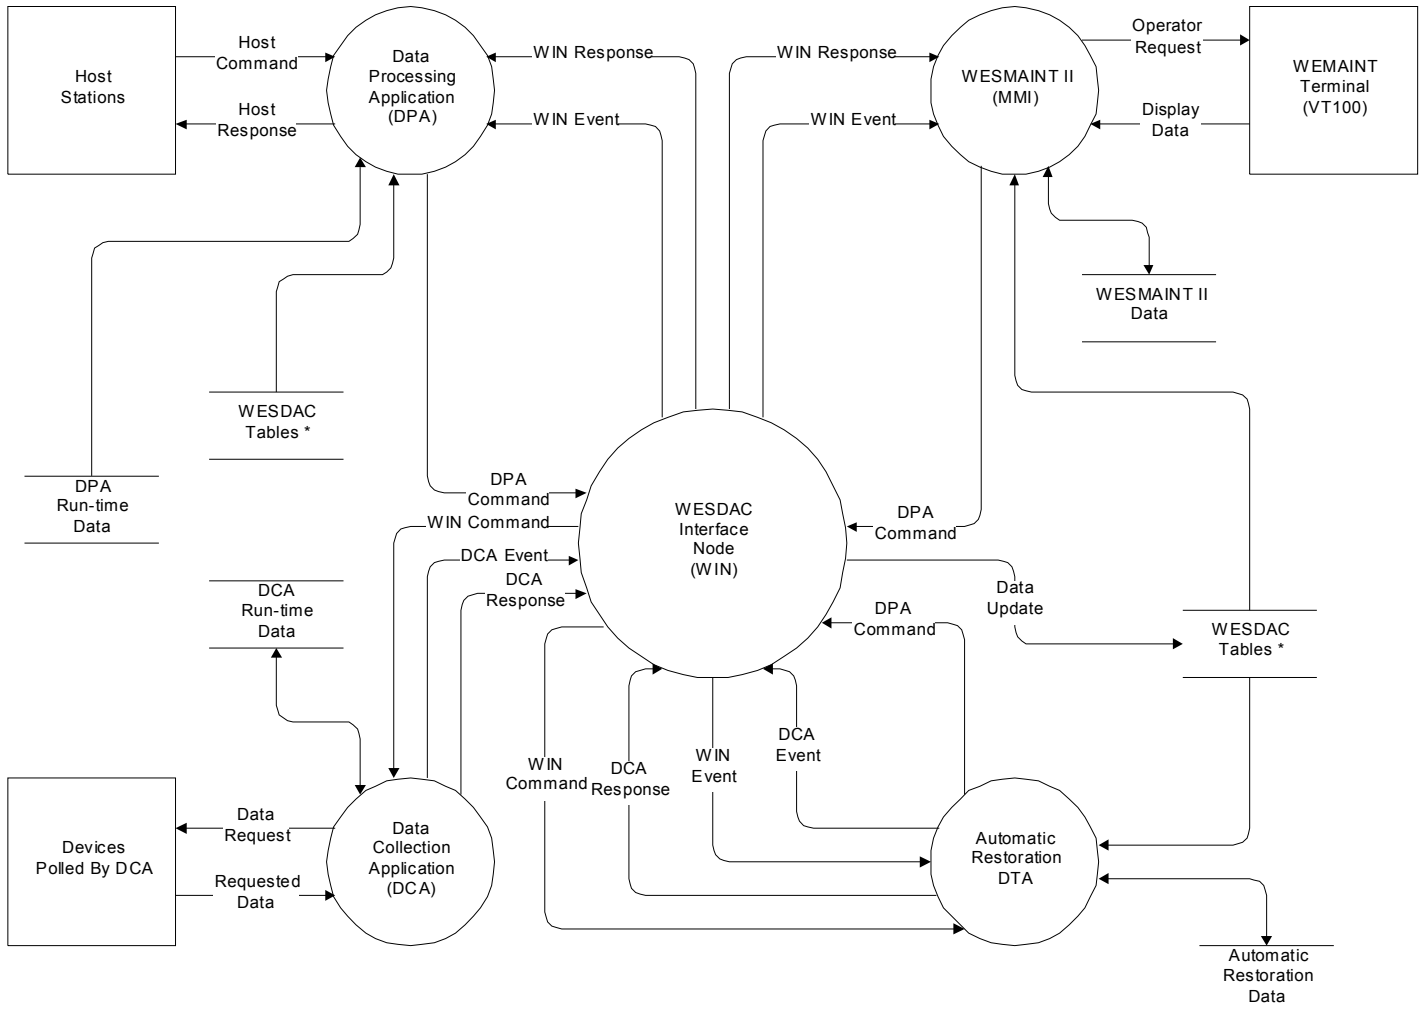 Host
Stations
Host
Command
Host
Response
Data
Processing
Application
(DPA)
WIN Response
WIN Event
WIN Response
WIN Event
WESMAINT II
(MMI)
Operator
Request
Display
Data
WEMAINT
Terminal
(VT100)
WESMAINT II
Data
WESDAC
Tables *
DPA
Run-time
Data
DPA
Command
WIN Command
DCA Event
DCA
Response
WESDAC
Interface
Node
(WIN)
DPA
Command
Data
Update
DPA
Command
WESDAC
Tables *
DCA
Run-time
Data
WIN
Command
DCA
Response
WIN
Event
DCA
Event
Devices
Polled By DCA
Data
Request
Requested
Data
Data
Collection
Application
(DCA)
Automatic
Restoration
DTA
Automatic
Restoration
Data